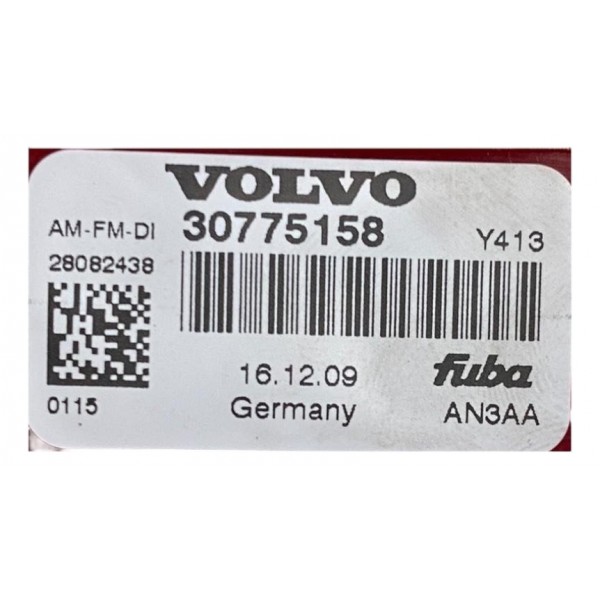 VOLVO
AM-FM-DI 30775158 Y413
28082438
16.12.09 fuba
0115 Germany AN3AA